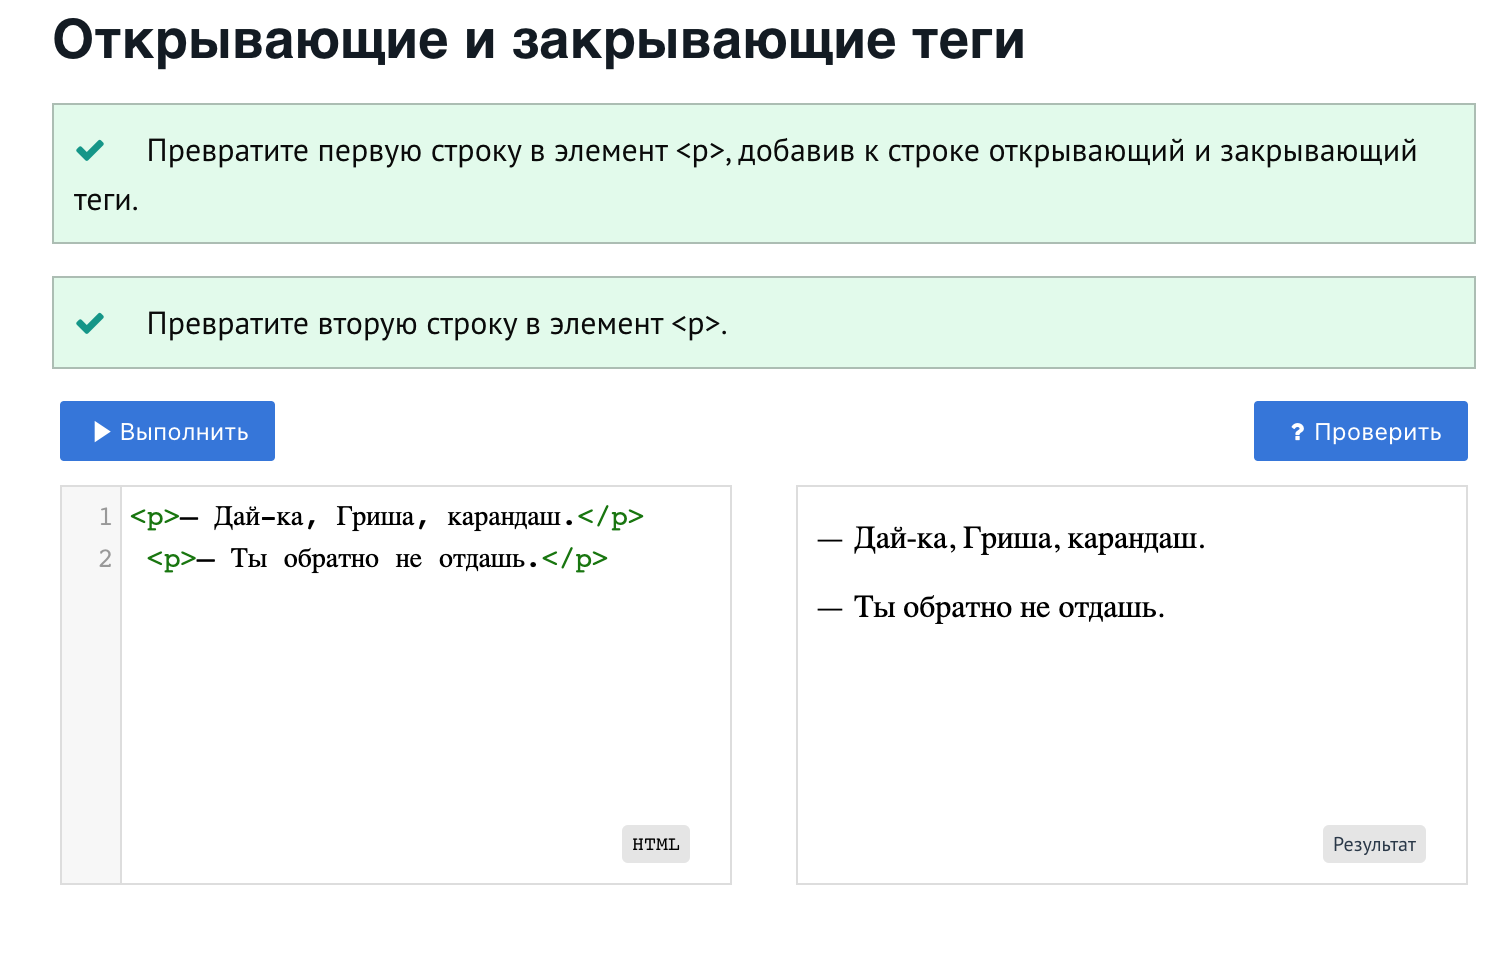 Открывающие и закрывающие теги
Превратите первую строку в элемент <p>, добавив к строке открывающий и закрывающий
теги.
Превратите вторую строку в элемент <p>.
Выполнить
? Проверить
1 <p>— Дай-ка, Гриша, карандаш.</p>
2 <p>— Ты обратно не отдашь.</p>
HTML
— Дай-ка, Гриша, карандаш.
— Ты обратно не отдашь.
Результат